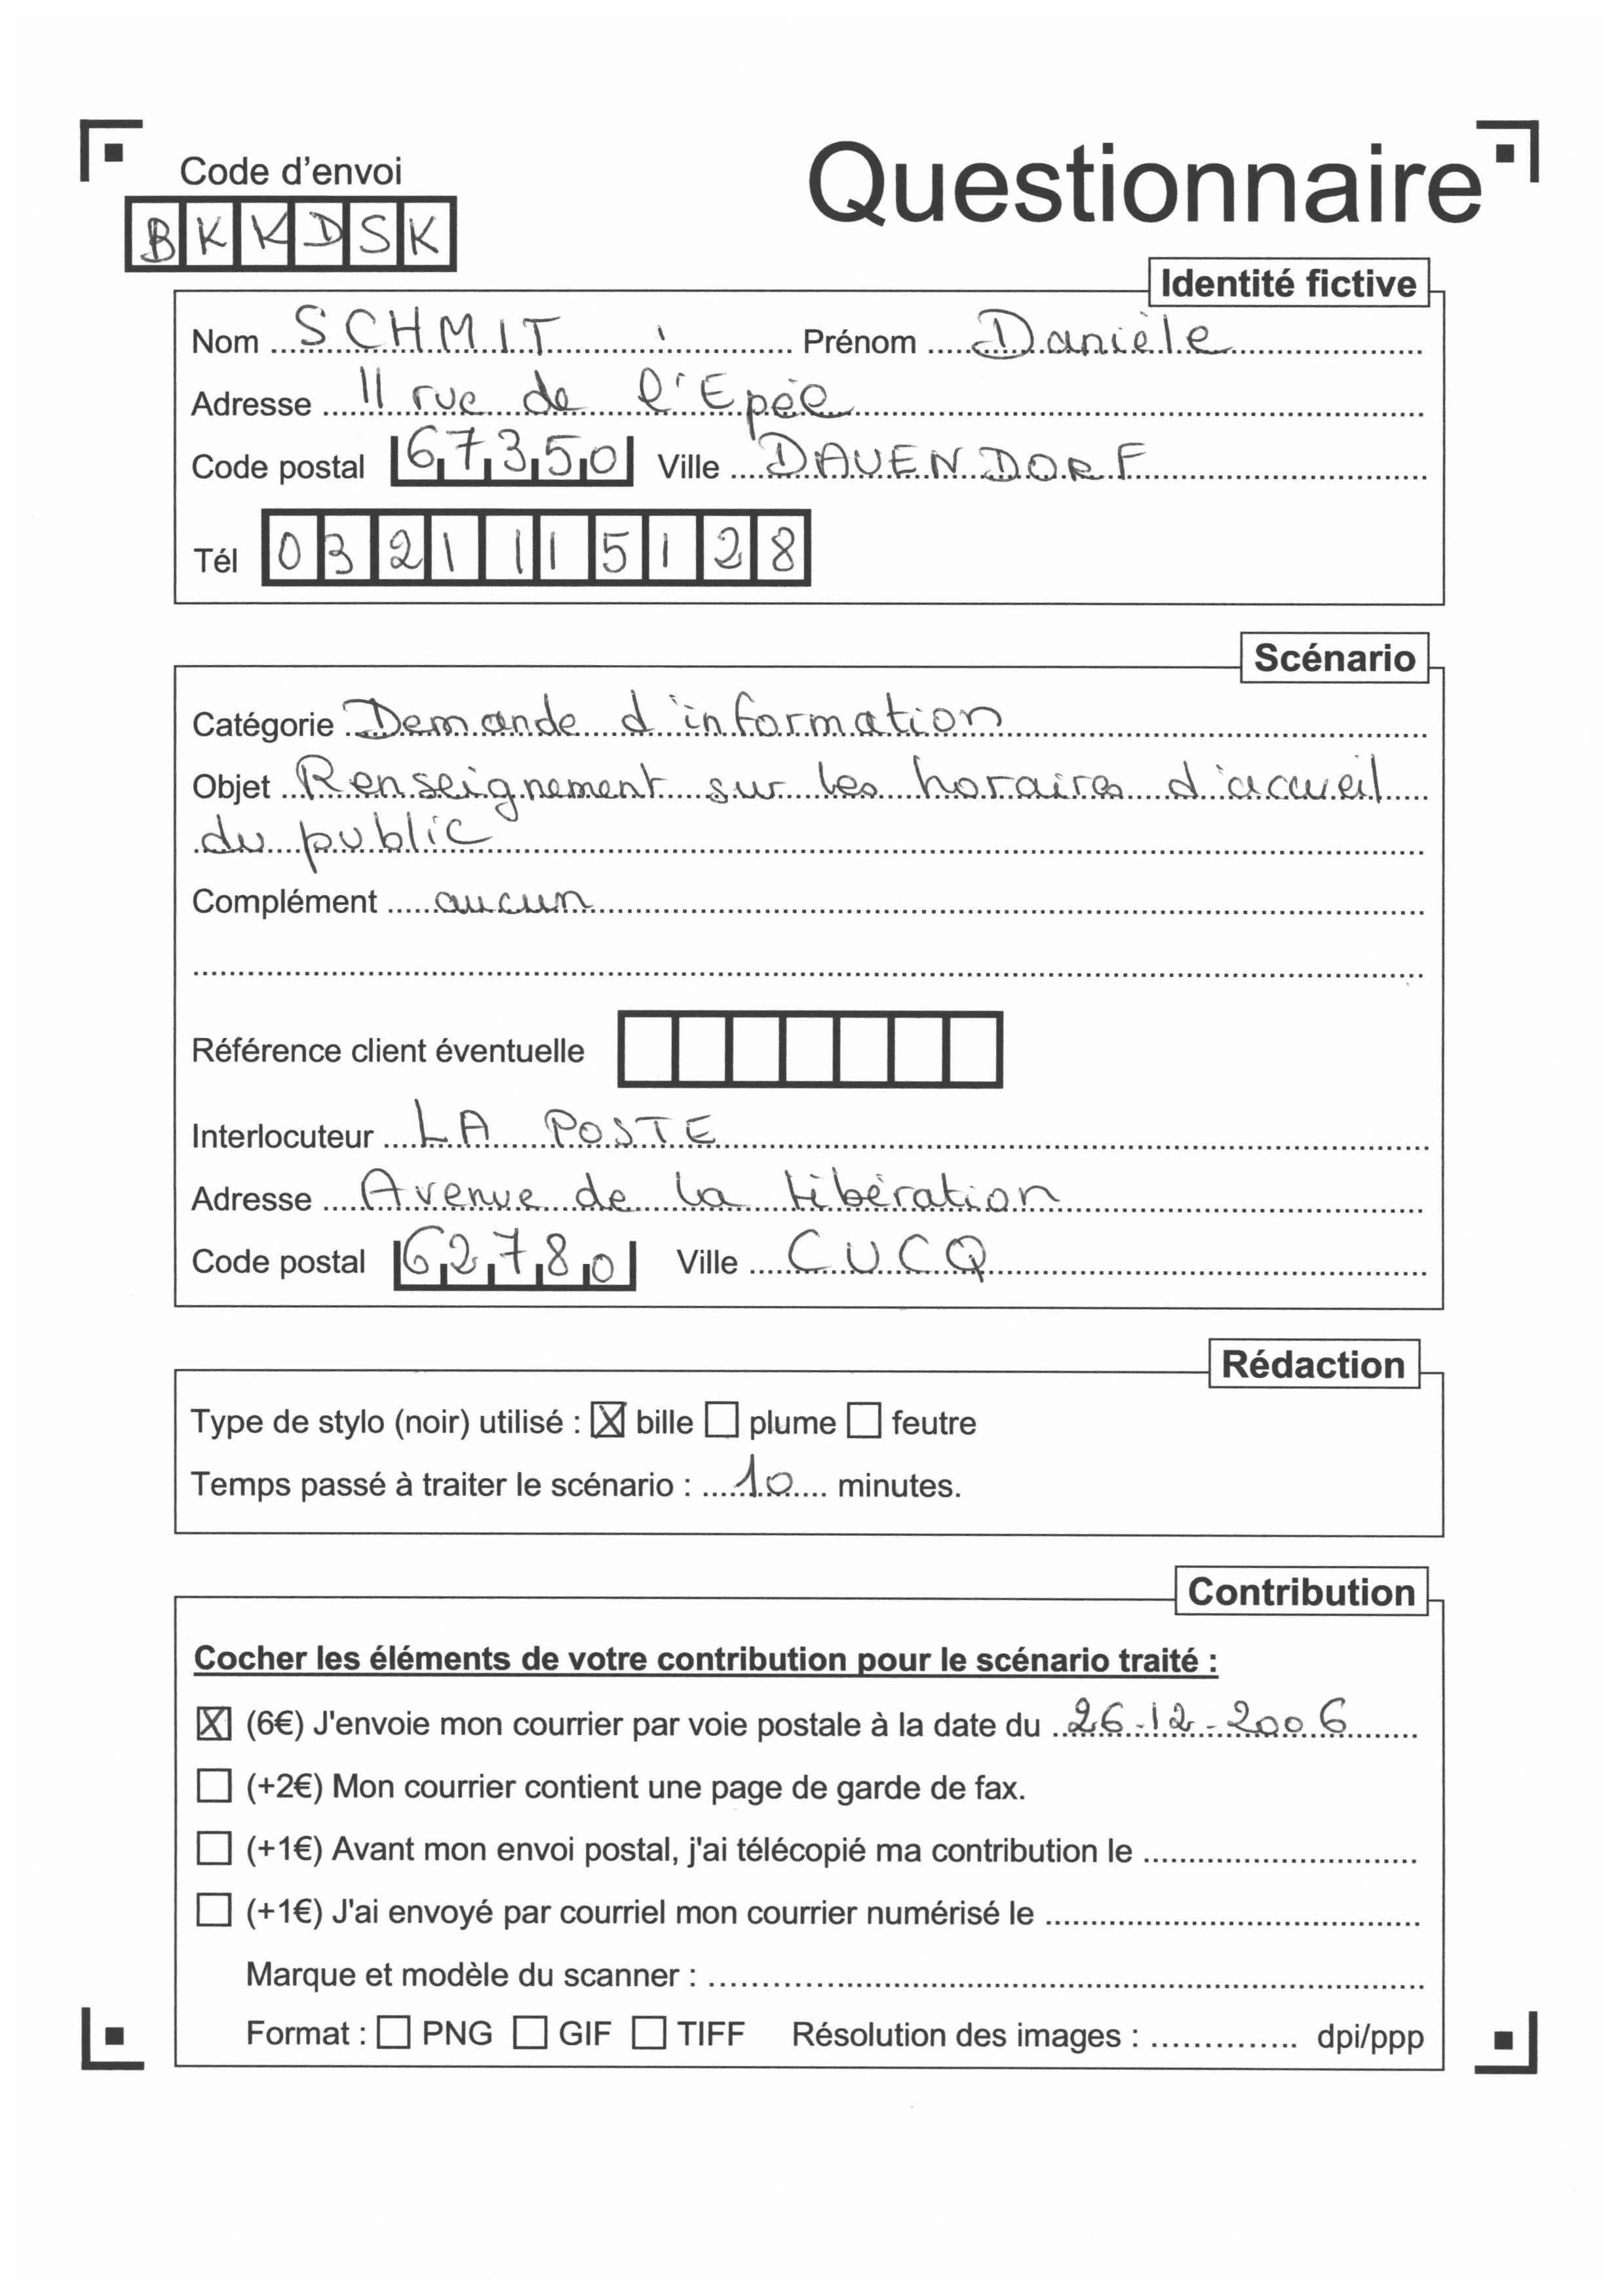 Questionnaire
Code d'envoi
BKKDSK
Identité fictive
Nom SCHMIT Prénom Danièle
Adresse 11 rue de l'Epée
Code postal 67350 Ville DAUENDORF
Tél 0321115128
Scénario
Catégorie Demande d'information
Objet Renseignement sur les horaires d'accueil
du public
Complément aucun
Référence client éventuelle
Interlocuteur LA POSTE
Adresse Avenue de la libération
Code postal 62780 Ville CUCQ
Rédaction
Type de stylo (noir) utilisé : ☒ bille ☐ plume ☐ feutre
Temps passé à traiter le scénario : 10 minutes.
Contribution
Cocher les éléments de votre contribution pour le scénario traité :
☒ (6€) J'envoie mon courrier par voie postale à la date du 26-12-2006
☐ (+2€) Mon courrier contient une page de garde de fax.
☐ (+1€) Avant mon envoi postal, j'ai télécopié ma contribution le
☐ (+1€) J'ai envoyé par courriel mon courrier numérisé le
Marque et modèle du scanner :
Format : ☐ PNG ☐ GIF ☐ TIFF Résolution des images : dpi/ppp